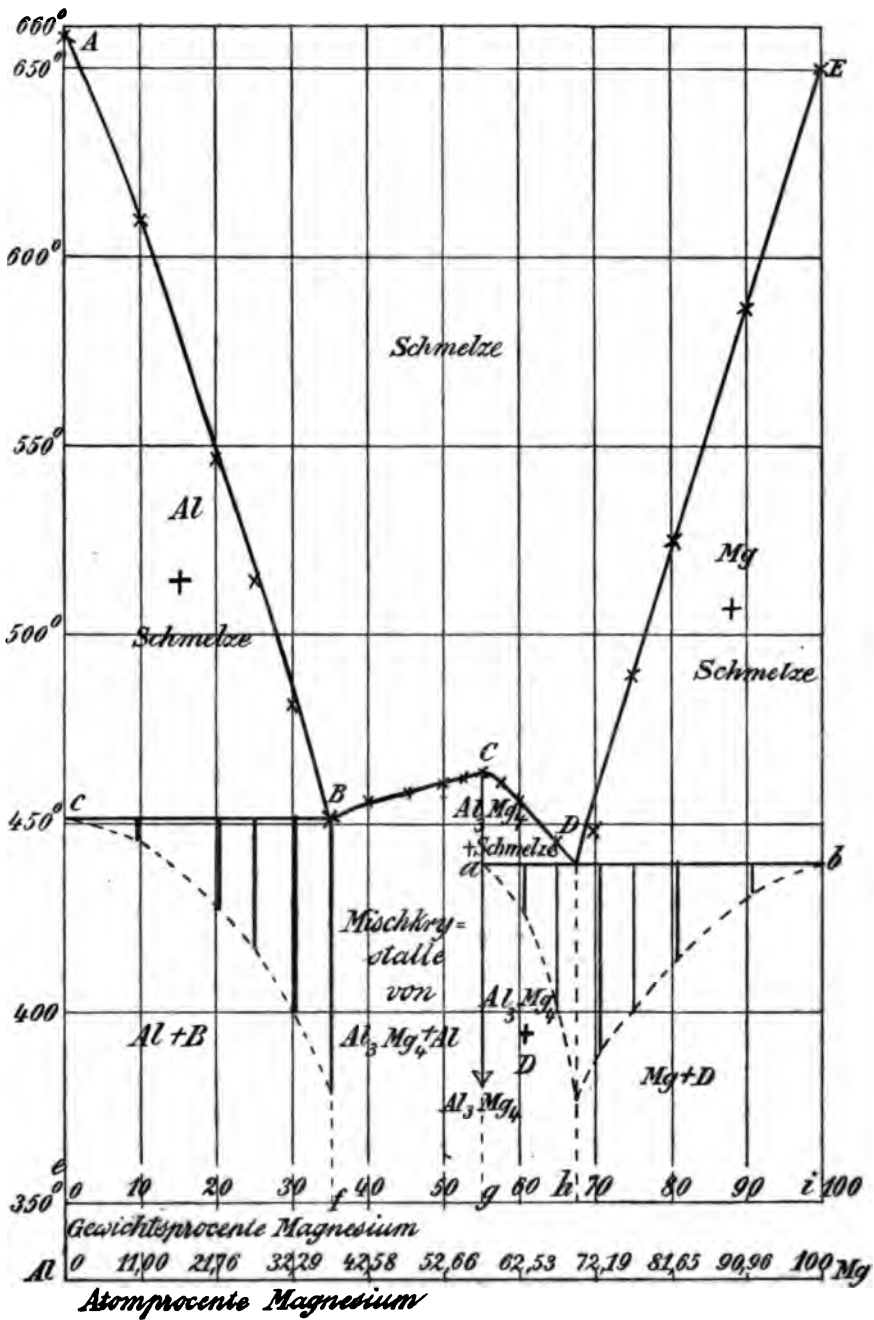 660°
A
650°
E
600°
Schmelze
550°
Al
+
Schmelze
Mg
+
Schmelze
500°
C
B
450°
c
Al₃Mg₄
D
+Schmelze
a
b
Mischkry=
stalle
von
Al₃Mg₄+Al
400°
Al+B
Al₃Mg₄
+
D
Mg+D
Al₃Mg₄
e
350°
0 10 20 30 f 40 50 g 60 h 70 80 90 i 100
Gewichtsprocente Magnesium
Al 0 11,00 21,76 32,29 42,58 52,66 62,53 72,19 81,65 90,96 100 Mg
Atomprocente Magnesium